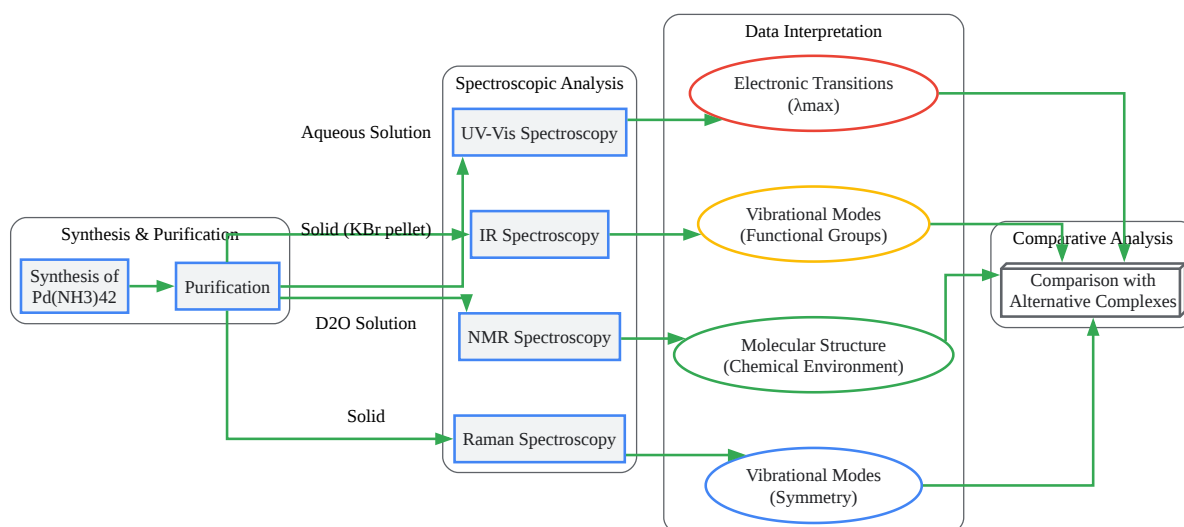 Synthesis & Purification
Synthesis of
Pd(NH3)42
Purification
Aqueous Solution
Solid (KBr pellet)
D2O Solution
Solid
Spectroscopic Analysis
UV-Vis Spectroscopy
IR Spectroscopy
NMR Spectroscopy
Raman Spectroscopy
Data Interpretation
Electronic Transitions
(λmax)
Vibrational Modes
(Functional Groups)
Molecular Structure
(Chemical Environment)
Vibrational Modes
(Symmetry)
Comparative Analysis
Comparison with
Alternative Complexes